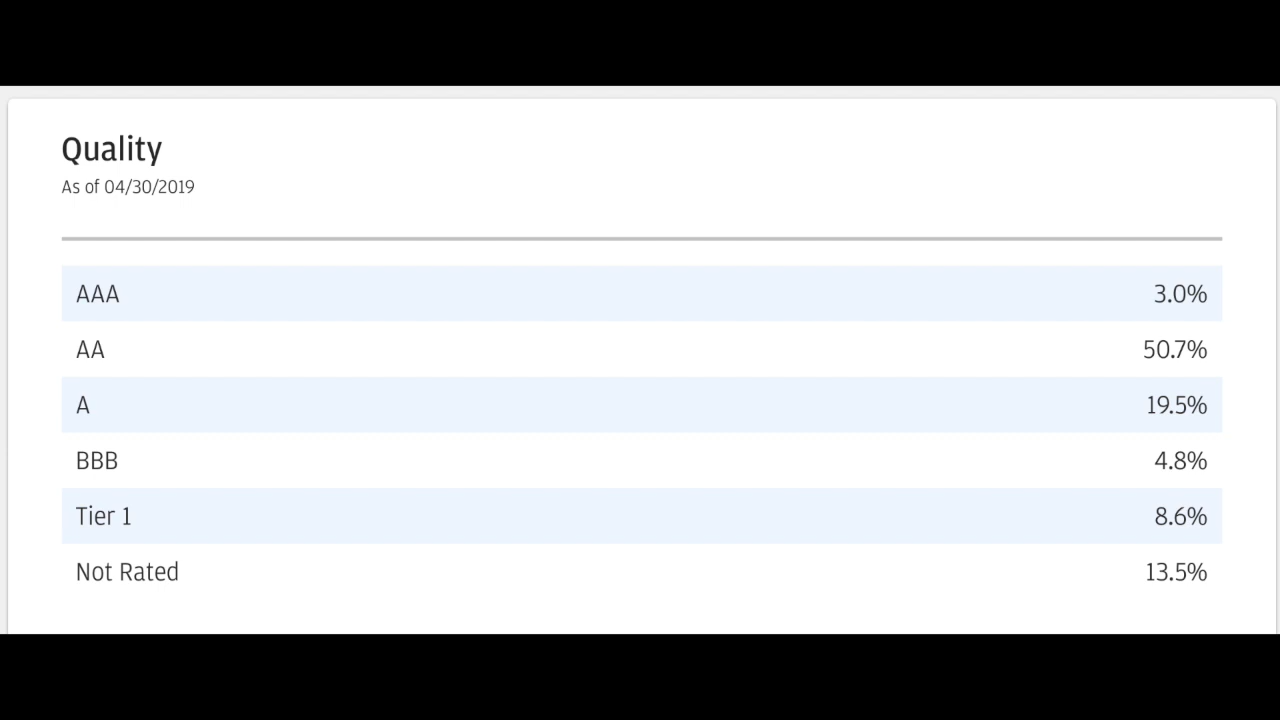 Quality
As of 04/30/2019
AAA 3.0%
AA 50.7%
A 19.5%
BBB 4.8%
Tier 1 8.6%
Not Rated 13.5%